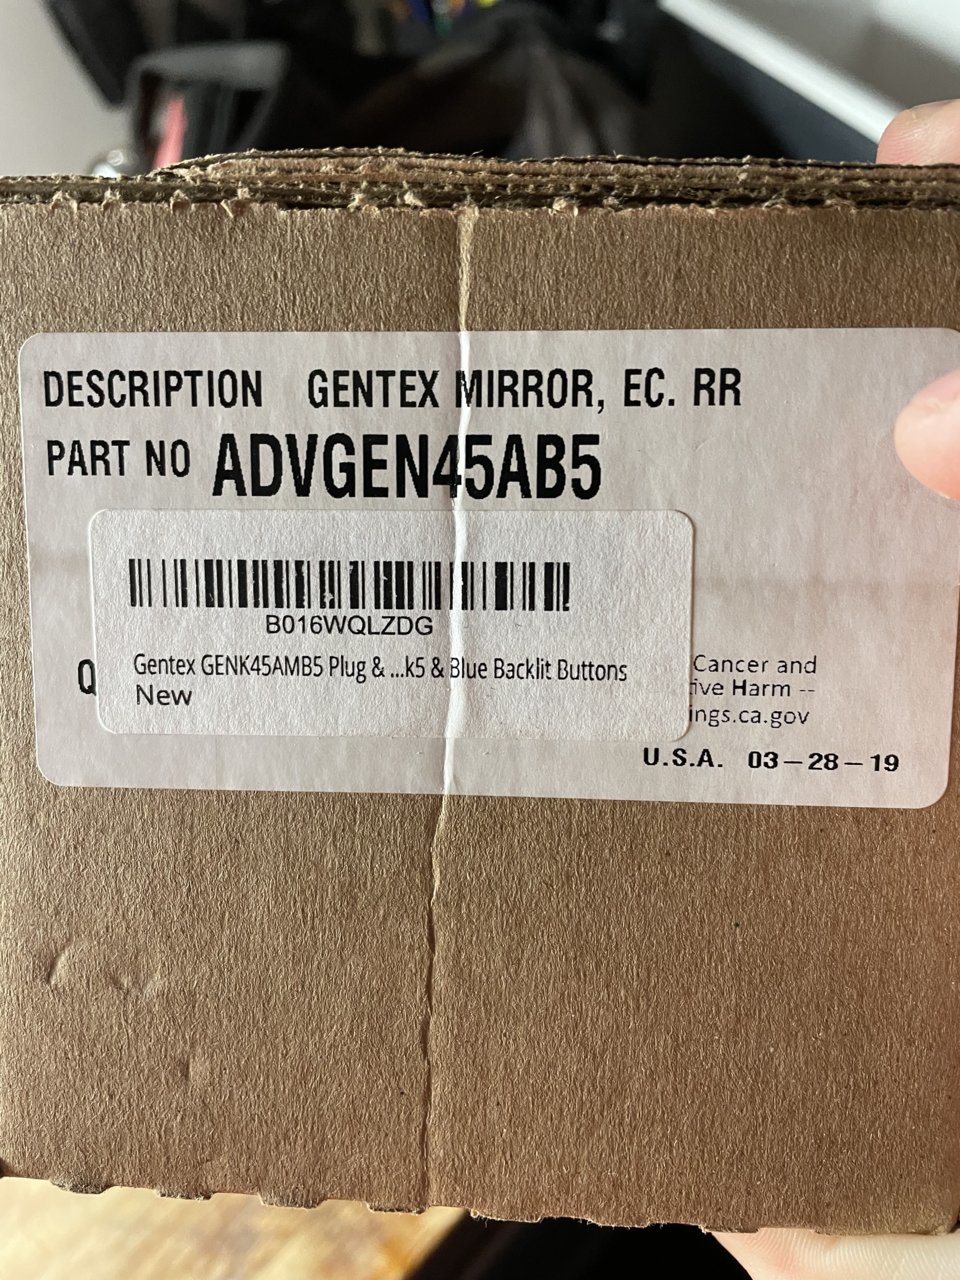 DESCRIPTION GENTEX MIRROR, EC. RR
PART NO ADVGEN45AB5
B016WQLZDG
Gentex GENK45AMB5 Plug & ...k5 & Blue Backlit Buttons
New
Q
Cancer and
ive Harm --
ings.ca.gov
U.S.A. 03-28-19